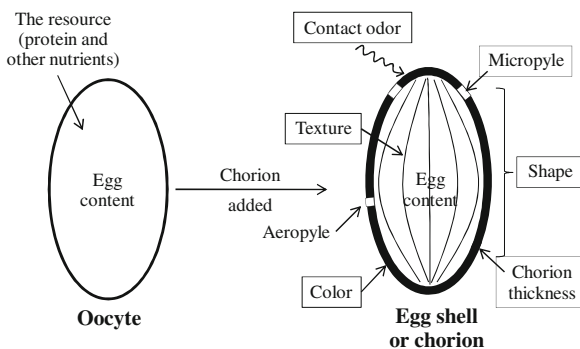 The resource
(protein and
other nutrients)
Egg
content
Oocyte
Chorion
added
Contact odor
Micropyle
Texture
Egg
content
Shape
Aeropyle
Color
Chorion
thickness
Egg shell
or chorion